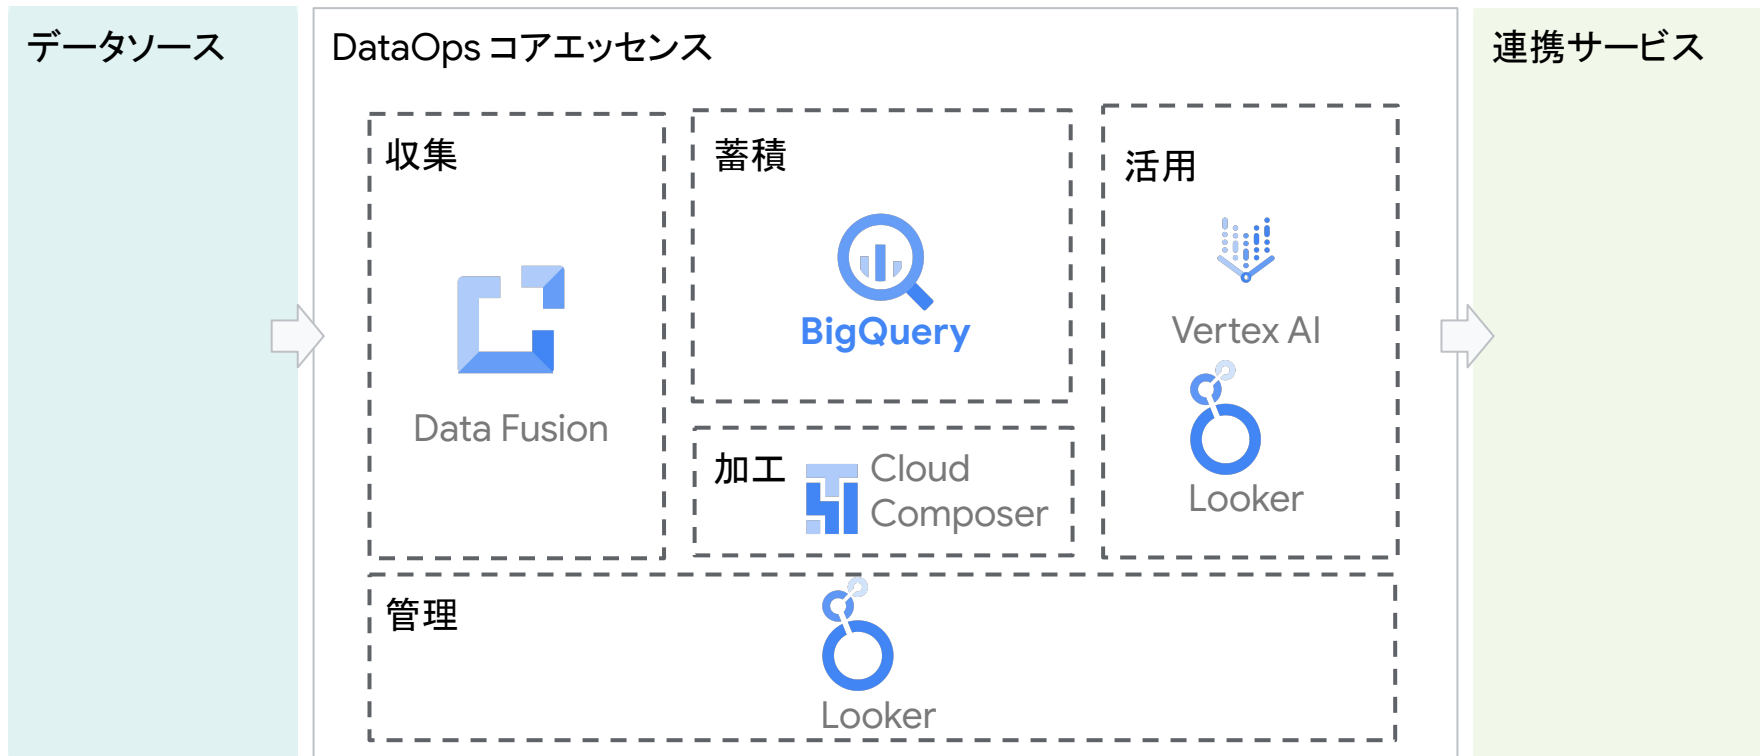 データソース
DataOps コアエッセンス
連携サービス
収集
Data Fusion
蓄積
BigQuery
加工
Cloud
Composer
活用
Vertex AI
Looker
管理
Looker